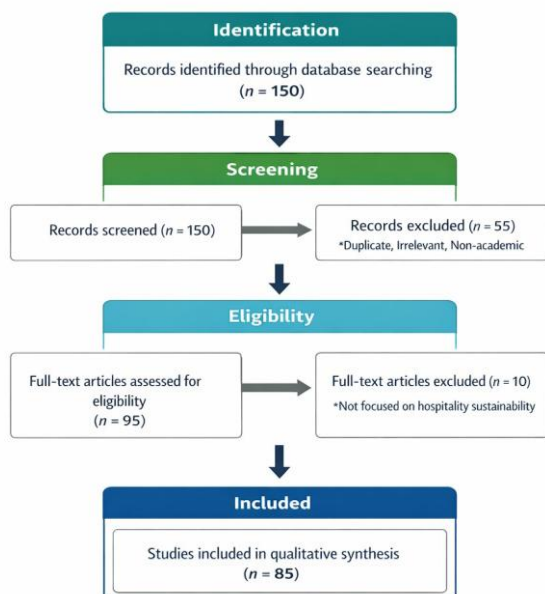 Identification
Records identified through database searching
(n = 150)
Screening
Records screened (n = 150)
Records excluded (n = 55)
*Duplicate, Irrelevant, Non-academic
Eligibility
Full-text articles assessed for
eligibility
(n = 95)
Full-text articles excluded (n = 10)
*Not focused on hospitality sustainability
Included
Studies included in qualitative synthesis
(n = 85)